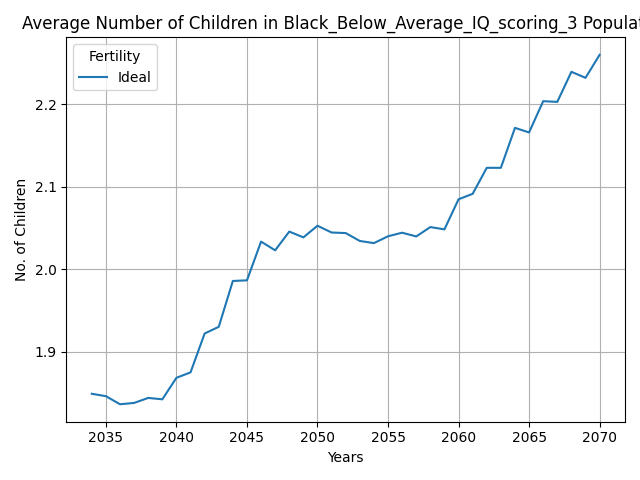 Average Number of Children in Black_Below_Average_IQ_scoring_3 Populat
Fertility
Ideal
2.2
2.1
2.0
1.9
No. of Children
2035 2040 2045 2050 2055 2060 2065 2070
Years